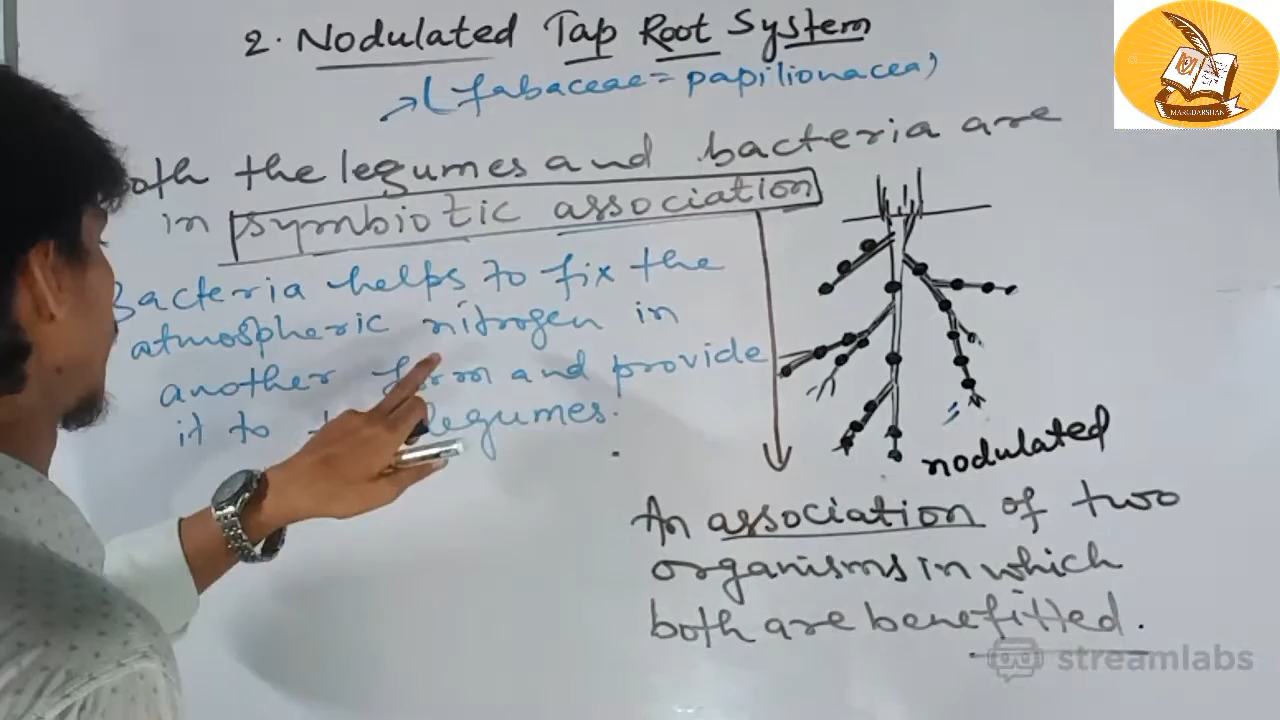 2. Nodulated Tap Root System
(fabaceae = papilionacea)
oth the legumes and bacteria are
in symbiotic association
Bacteria helps to fix the
atmospheric nitrogen in
another form and provide
it to legumes.
nodulated
An association of two
organisms in which
both are benefitted.
MARGDARSHAN
streamlabs